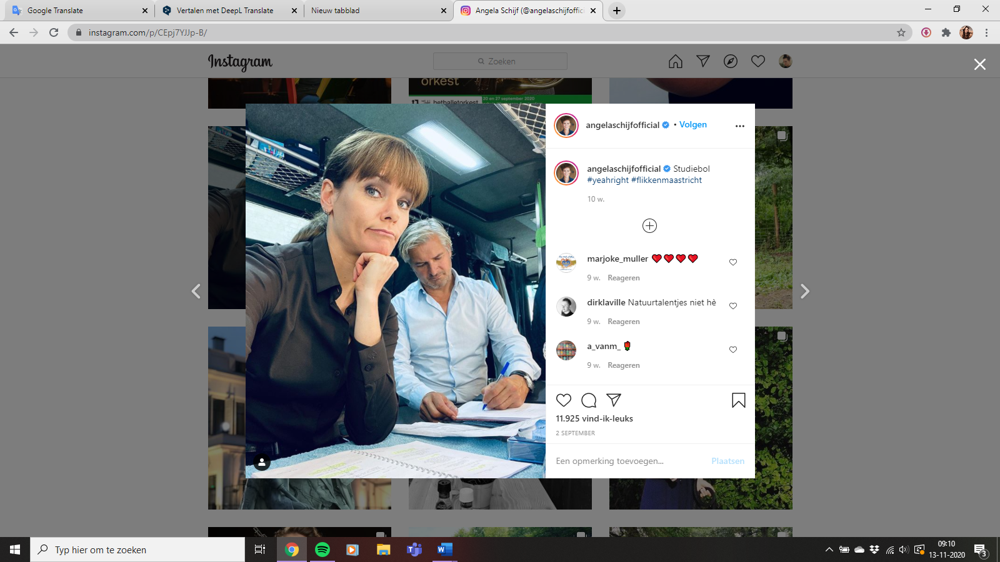 Google Translate
Vertalen met DeepL Translate
Nieuw tabblad
Angela Schijf (@angelaschijfoffici
instagram.com/p/CEpj7YJJp-B/
Instagram
Zoeken
orkest
20 en 27 september 2020
hetballetorkest
angelaschijfofficial • Volgen
angelaschijfofficial Studiebol
#yeahright #flikkenmaastricht
10 w.
marjoke_muller
9 w. Reageren
dirklaville Natuurtalentjes niet hè
9 w. Reageren
a_vanm_
9 w. Reageren
11.925 vind-ik-leuks
2 SEPTEMBER
Een opmerking toevoegen... Plaatsen
Typ hier om te zoeken
09:10
13-11-2020
3